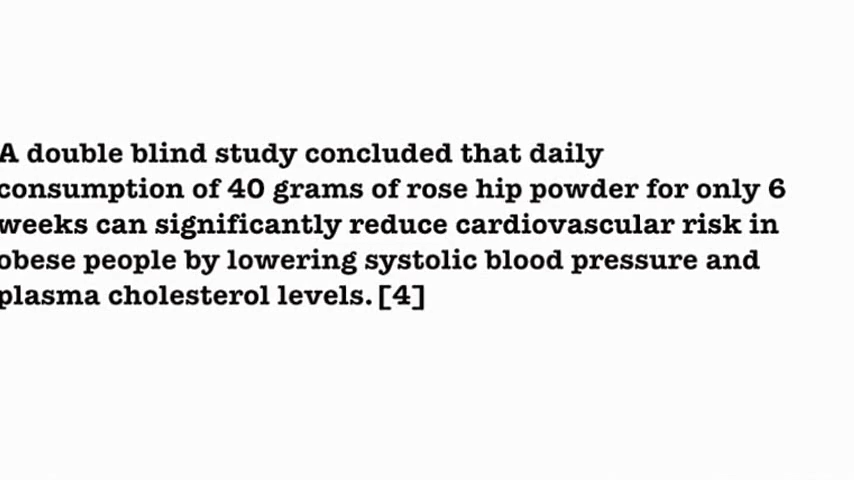 A double blind study concluded that daily
consumption of 40 grams of rose hip powder for only 6
weeks can significantly reduce cardiovascular risk in
obese people by lowering systolic blood pressure and
plasma cholesterol levels. [4]